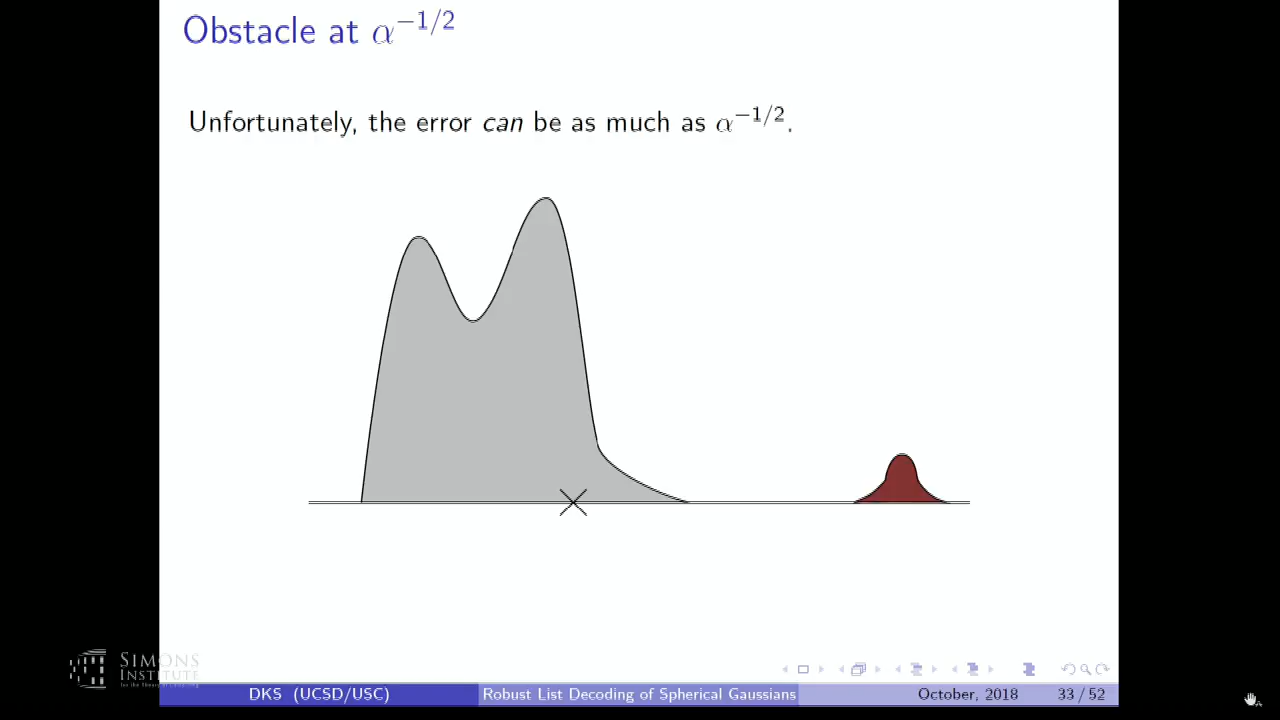 Obstacle at α^{-1/2}
Unfortunately, the error can be as much as α^{-1/2}.
SIMONS
INSTITUTE
DKS (UCSD/USC)
Robust List Decoding of Spherical Gaussians
October, 2018
33 / 52